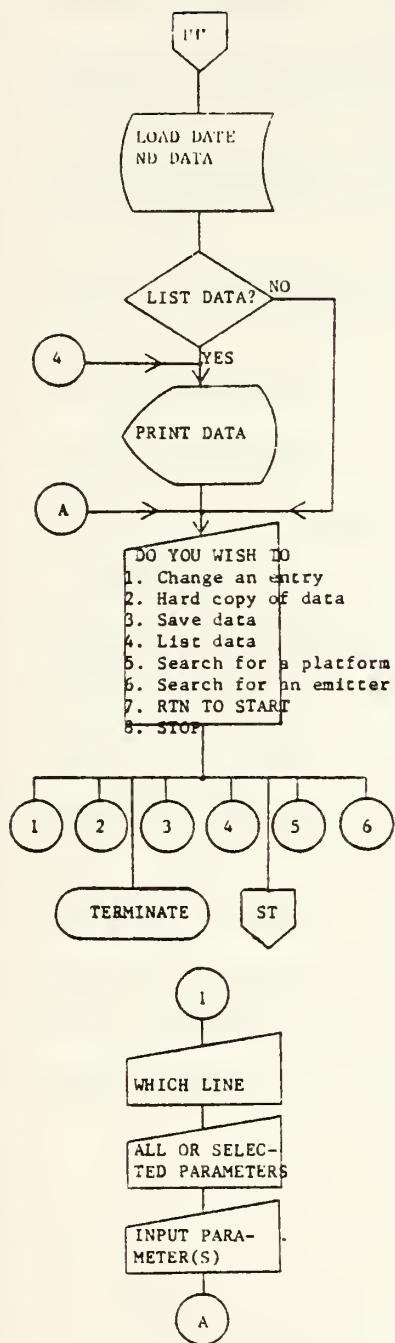 LOAD DATE
ND DATA
LIST DATA?
NO
4
YES
PRINT DATA
A
DO YOU WISH TO
1. Change an entry
2. Hard copy of data
3. Save data
4. List data
5. Search for a platform
6. Search for an emitter
7. RTN TO START
8. STOP
1
2
3
4
5
6
TERMINATE
ST
1
WHICH LINE
ALL OR SELEC-
TED PARAMETERS
INPUT PARA-
METER(S)
A